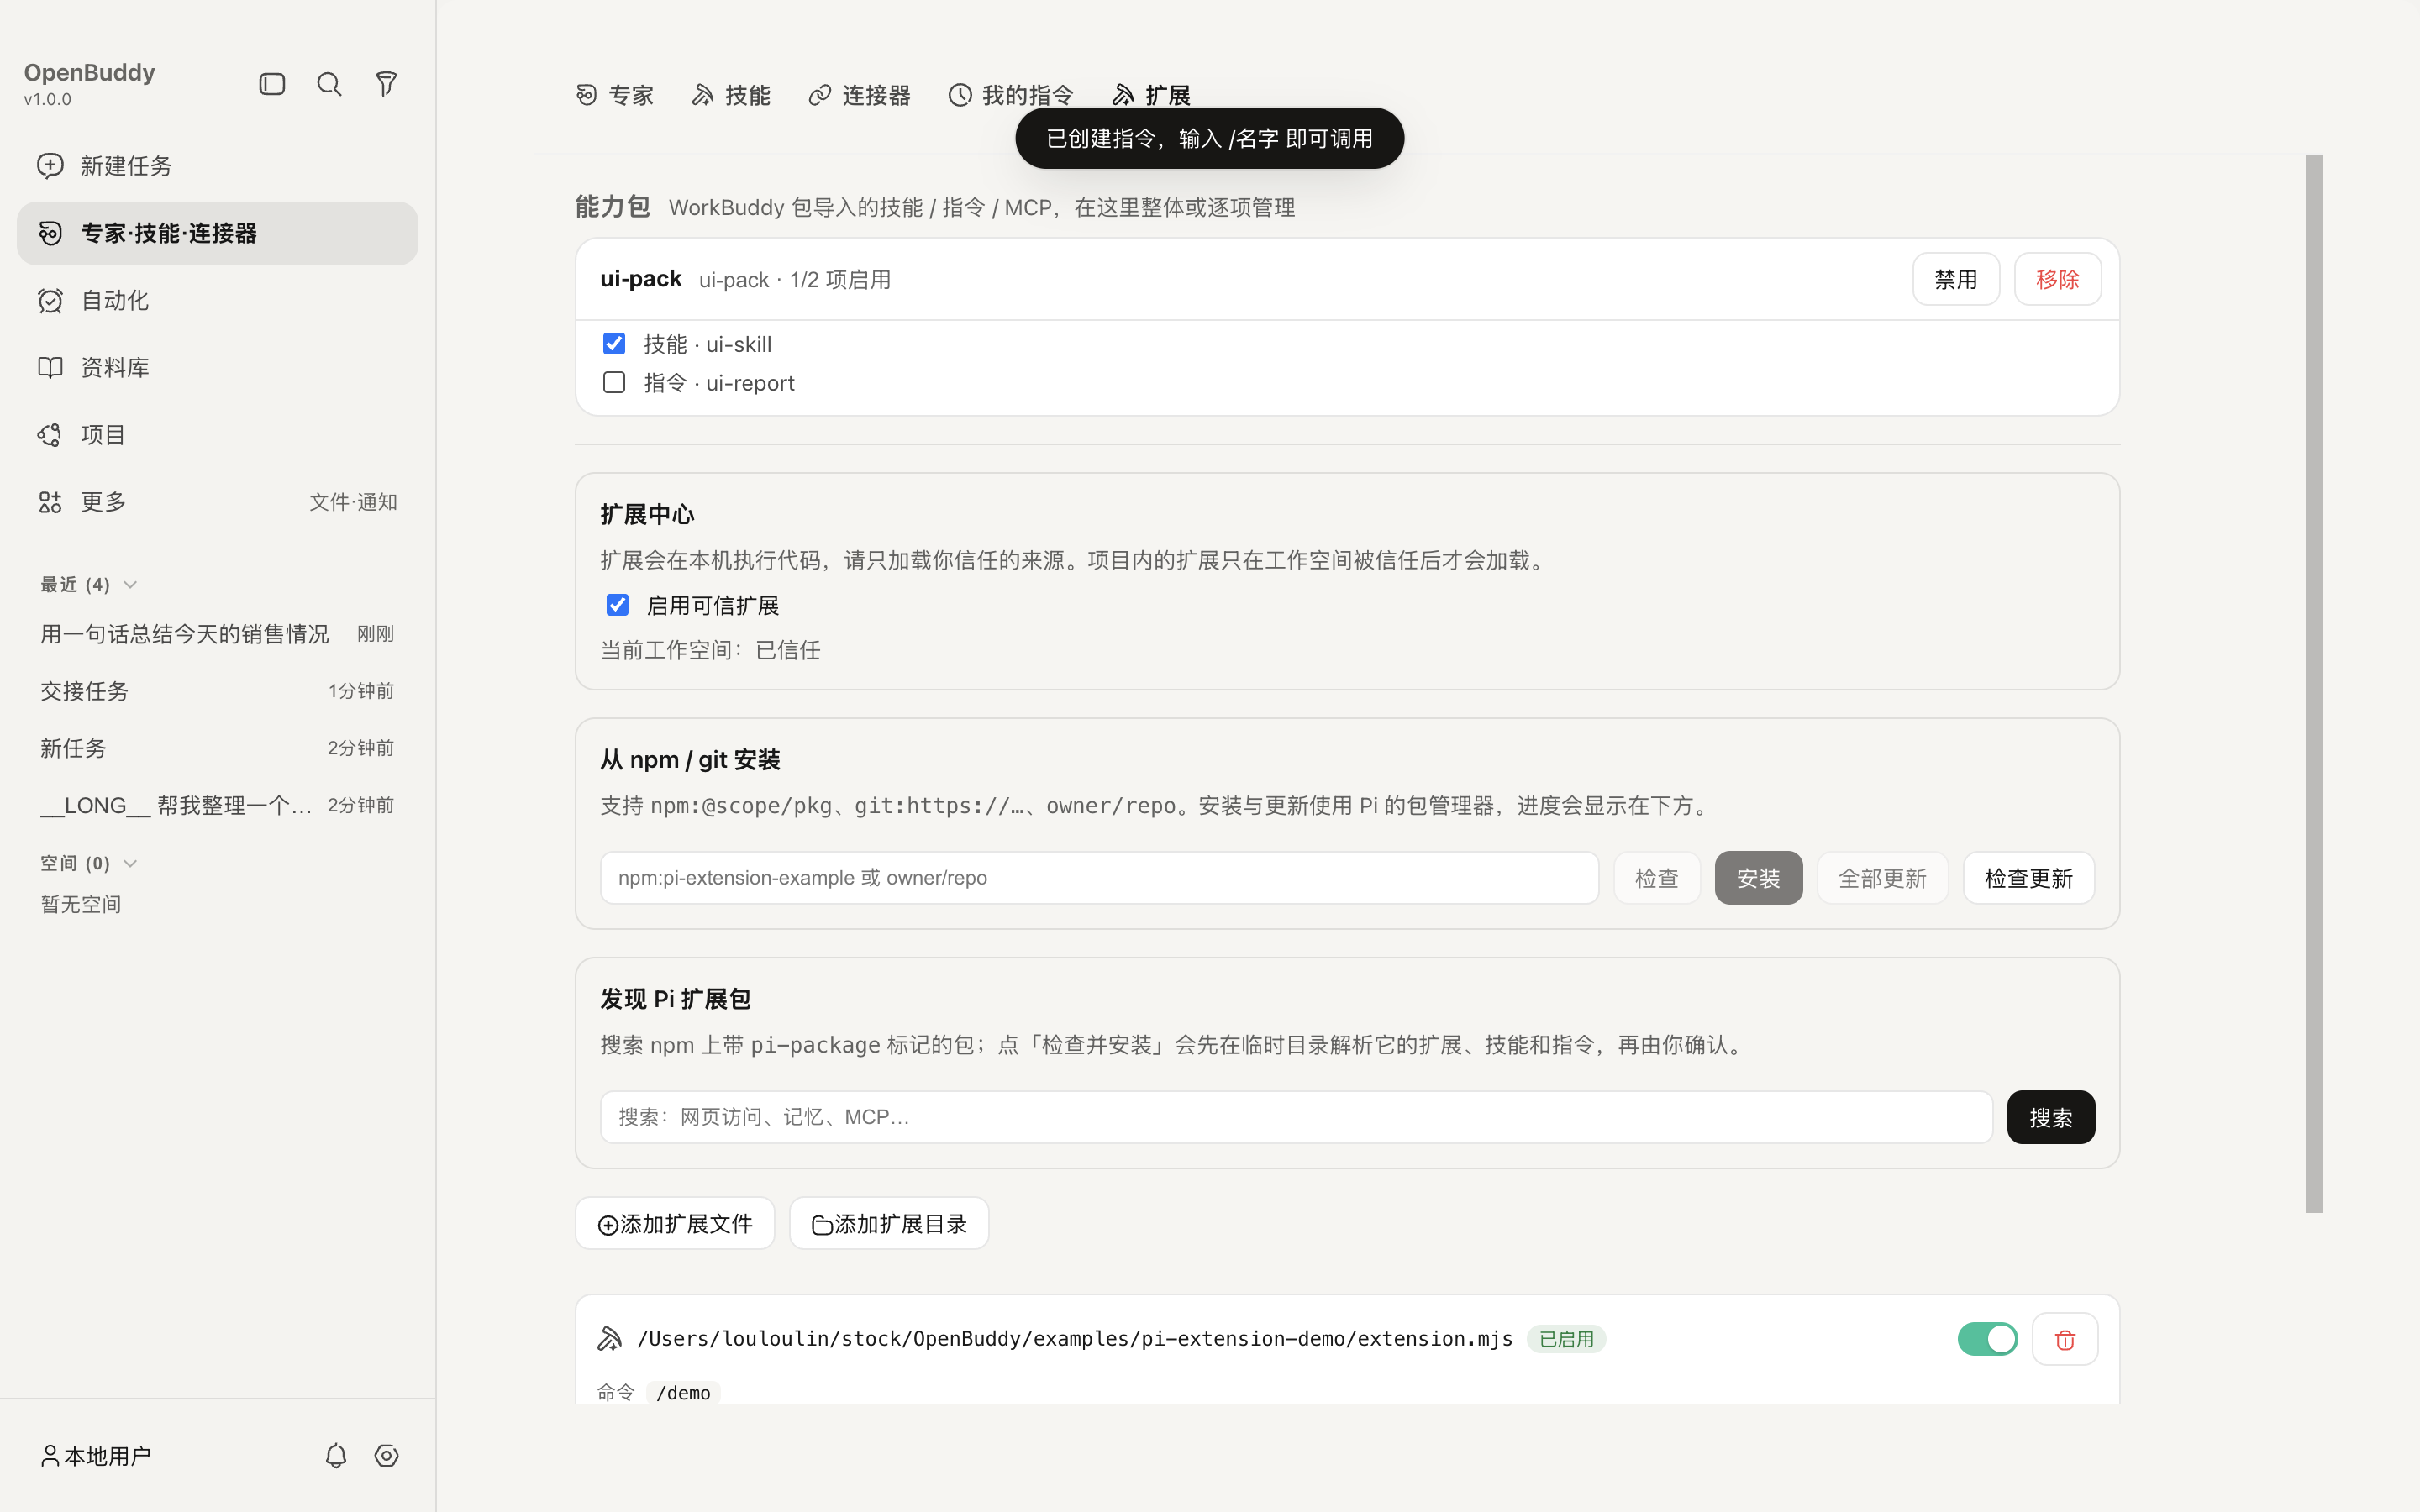 OpenBuddy
v1.0.0
新建任务
专家·技能·连接器
自动化
资料库
项目
更多 文件·通知
最近 (4)
用一句话总结今天的销售情况 刚刚
交接任务 1分钟前
新任务 2分钟前
__LONG__ 帮我整理一个… 2分钟前
空间 (0)
暂无空间
本地用户
专家 技能 连接器 我的指令 扩展
已创建指令，输入 /名字 即可调用
能力包 WorkBuddy 包导入的技能 / 指令 / MCP，在这里整体或逐项管理
ui-pack ui-pack · 1/2 项启用 禁用 移除
技能 · ui-skill
指令 · ui-report
扩展中心
扩展会在本机执行代码，请只加载你信任的来源。项目内的扩展只在工作空间被信任后才会加载。
启用可信扩展
当前工作空间：已信任
从 npm / git 安装
支持 npm:@scope/pkg、git:https://…、owner/repo。安装与更新使用 Pi 的包管理器，进度会显示在下方。
npm:pi-extension-example 或 owner/repo 检查 安装 全部更新 检查更新
发现 Pi 扩展包
搜索 npm 上带 pi-package 标记的包；点「检查并安装」会先在临时目录解析它的扩展、技能和指令，再由你确认。
搜索：网页访问、记忆、MCP… 搜索
添加扩展文件 添加扩展目录
/Users/louloulin/stock/OpenBuddy/examples/pi-extension-demo/extension.mjs 已启用
命令 /demo